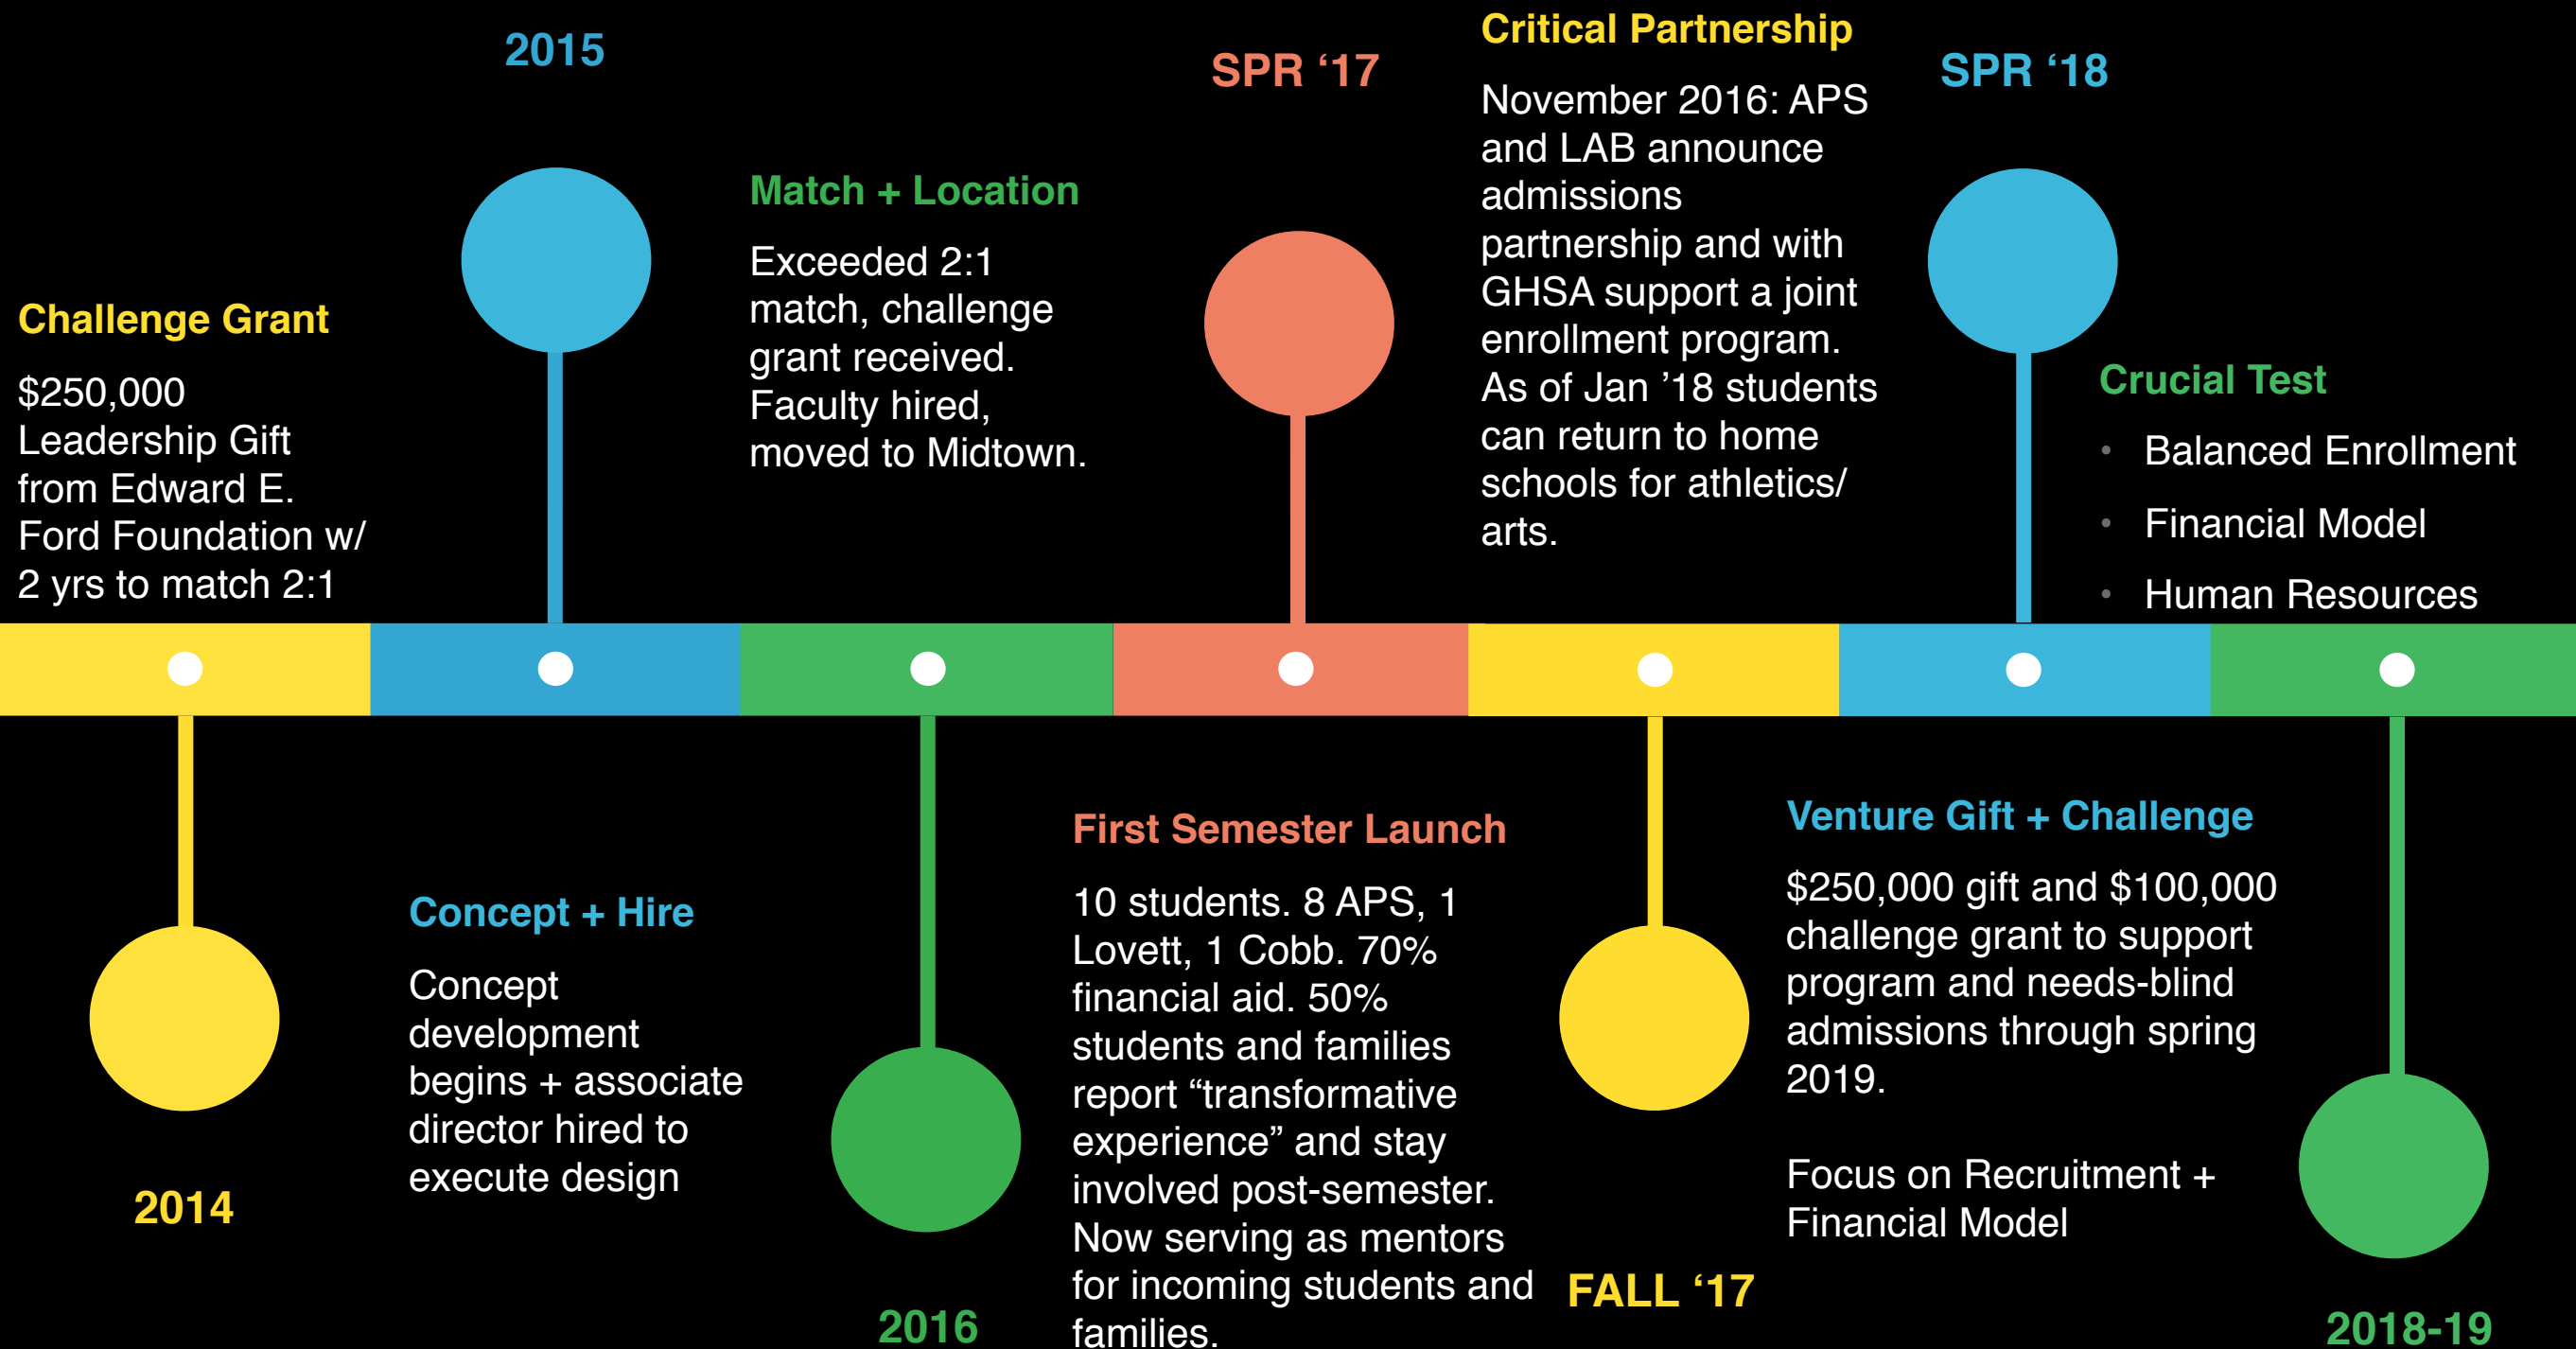 Challenge Grant
$250,000
Leadership Gift
from Edward E.
Ford Foundation w/
2 yrs to match 2:1
2014
2015
Concept + Hire
Concept
development
begins + associate
director hired to
execute design
Match + Location
Exceeded 2:1
match, challenge
grant received.
Faculty hired,
moved to Midtown.
2016
SPR ‘17
First Semester Launch
10 students. 8 APS, 1
Lovett, 1 Cobb. 70%
financial aid. 50%
students and families
report “transformative
experience” and stay
involved post-semester.
Now serving as mentors
for incoming students and
families.
Critical Partnership
November 2016: APS
and LAB announce
admissions
partnership and with
GHSA support a joint
enrollment program.
As of Jan ’18 students
can return to home
schools for athletics/
arts.
FALL ‘17
SPR ‘18
Venture Gift + Challenge
$250,000 gift and $100,000
challenge grant to support
program and needs-blind
admissions through spring
2019.
Focus on Recruitment +
Financial Model
Crucial Test
• Balanced Enrollment
• Financial Model
• Human Resources
2018-19